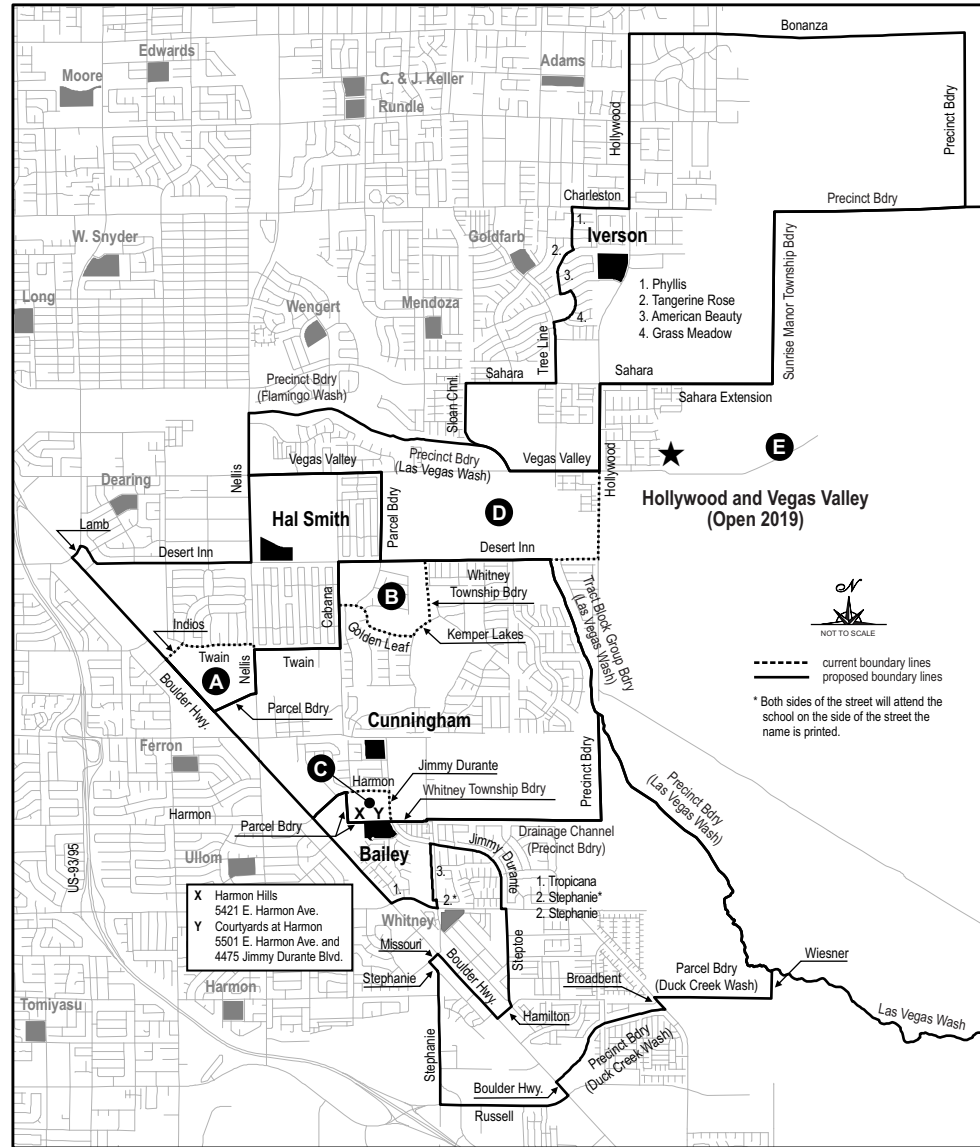 Bonanza
Edwards
Moore
C. & J. Keller
Adams
Rundle
Hollywood
Precinct Bdry
Charleston
Precinct Bdry
1.
Iverson
W. Snyder
Goldfarb
2.
3.
1. Phyllis
2. Tangerine Rose
3. American Beauty
4. Grass Meadow
4.
Long
Wengert
Mendoza
Tree Line
Sunrise Manor Township Bdry
Precinct Bdry
(Flamingo Wash)
Sahara
Sahara
Sloan Chnl.
Sahara Extension
Vegas Valley
Precinct Bdry
(Las Vegas Wash)
Vegas Valley
E
Nellis
Hollywood
Dearing
Hollywood and Vegas Valley
(Open 2019)
Lamb
Hal Smith
Parcel Bdry
D
Desert Inn
Desert Inn
B
Whitney
Township Bdry
Cabana
Tract Block Group Bdry
(Las Vegas Wash)
N
NOT TO SCALE
Indios
Golden Leaf
Kemper Lakes
Twain
Nellis
Twain
A
current boundary lines
proposed boundary lines
* Both sides of the street will attend the
school on the side of the street the
name is printed.
Boulder Hwy.
Parcel Bdry
Cunningham
Ferron
C
Jimmy Durante
Harmon
Whitney Township Bdry
Precinct Bdry
Precinct Bdry
(Las Vegas Wash)
X Y
Harmon
Parcel Bdry
Drainage Channel
(Precinct Bdry)
Bailey
Jimmy Durante
US-93/95
Ullom
3.
1.
2.*
1. Tropicana
2. Stephanie*
2. Stephanie
X Harmon Hills
5421 E. Harmon Ave.
Y Courtyards at Harmon
5501 E. Harmon Ave. and
4475 Jimmy Durante Blvd.
Whitney
Missouri
Stephanie
Boulder Hwy.
Steptoe
Wiesner
Parcel Bdry
(Duck Creek Wash)
Broadbent
Harmon
Tomiyasu
Hamilton
Las Vegas Wash
Stephanie
Precinct Bdry
(Duck Creek Wash)
Boulder Hwy.
Russell